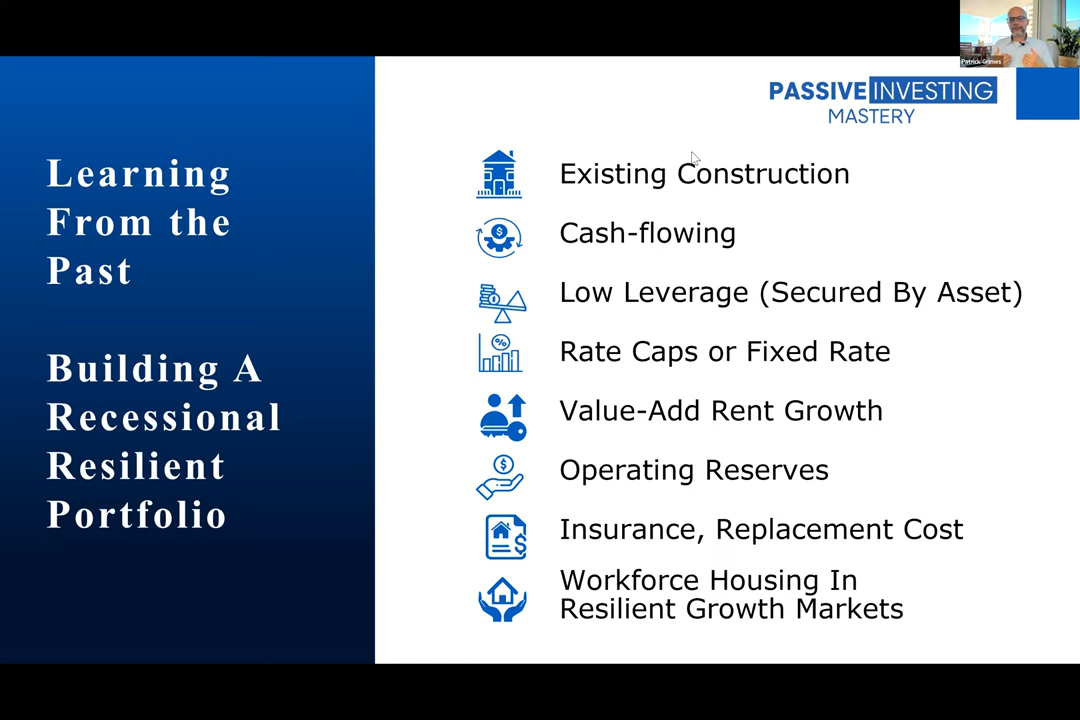 Patrick Grimes
PASSIVE INVESTING
MASTERY
Learning
From the
Past
Building A
Recessional
Resilient
Portfolio
Existing Construction
Cash-flowing
Low Leverage (Secured By Asset)
Rate Caps or Fixed Rate
Value-Add Rent Growth
Operating Reserves
Insurance, Replacement Cost
Workforce Housing In
Resilient Growth Markets